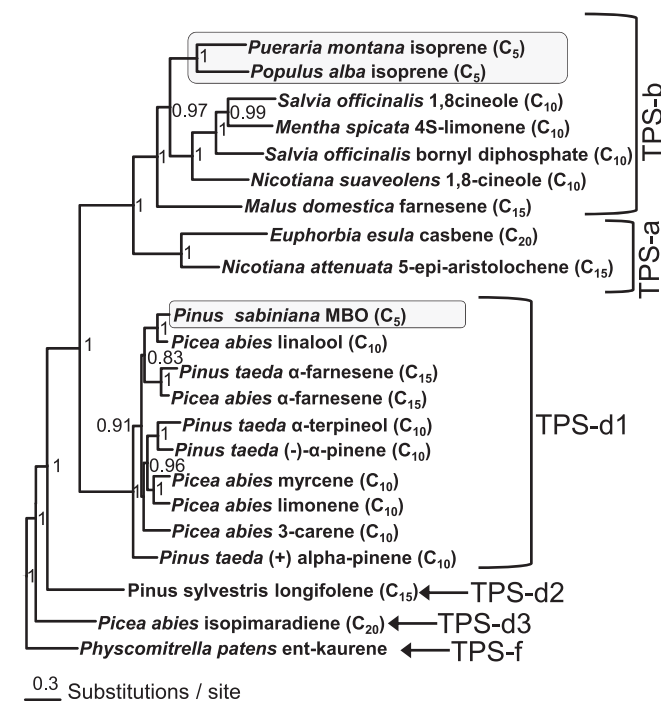 Pueraria montana isoprene (C5)
1
Populus alba isoprene (C5)
0.97
Salvia officinalis 1,8cineole (C10)
0.99
Mentha spicata 4S-limonene (C10)
1
1
Salvia officinalis bornyl diphosphate (C10)
1
Nicotiana suaveolens 1,8-cineole (C10)
TPS-b
1
Malus domestica farnesene (C15)
Euphorbia esula casbene (C20)
1
Nicotiana attenuata 5-epi-aristolochene (C15)
TPS-a
Pinus sabiniana MBO (C5)
1
Picea abies linalool (C10)
1
0.83
Pinus taeda α-farnesene (C15)
1
Picea abies α-farnesene (C15)
0.91
Pinus taeda α-terpineol (C10)
TPS-d1
1
Pinus taeda (-)-α-pinene (C10)
0.96
1
Picea abies myrcene (C10)
1
1
Picea abies limonene (C10)
1
Picea abies 3-carene (C10)
Pinus taeda (+) alpha-pinene (C10)
1
Pinus sylvestris longifolene (C15)
TPS-d2
Picea abies isopimaradiene (C20)
TPS-d3
Physcomitrella patens ent-kaurene
TPS-f
0.3 Substitutions / site